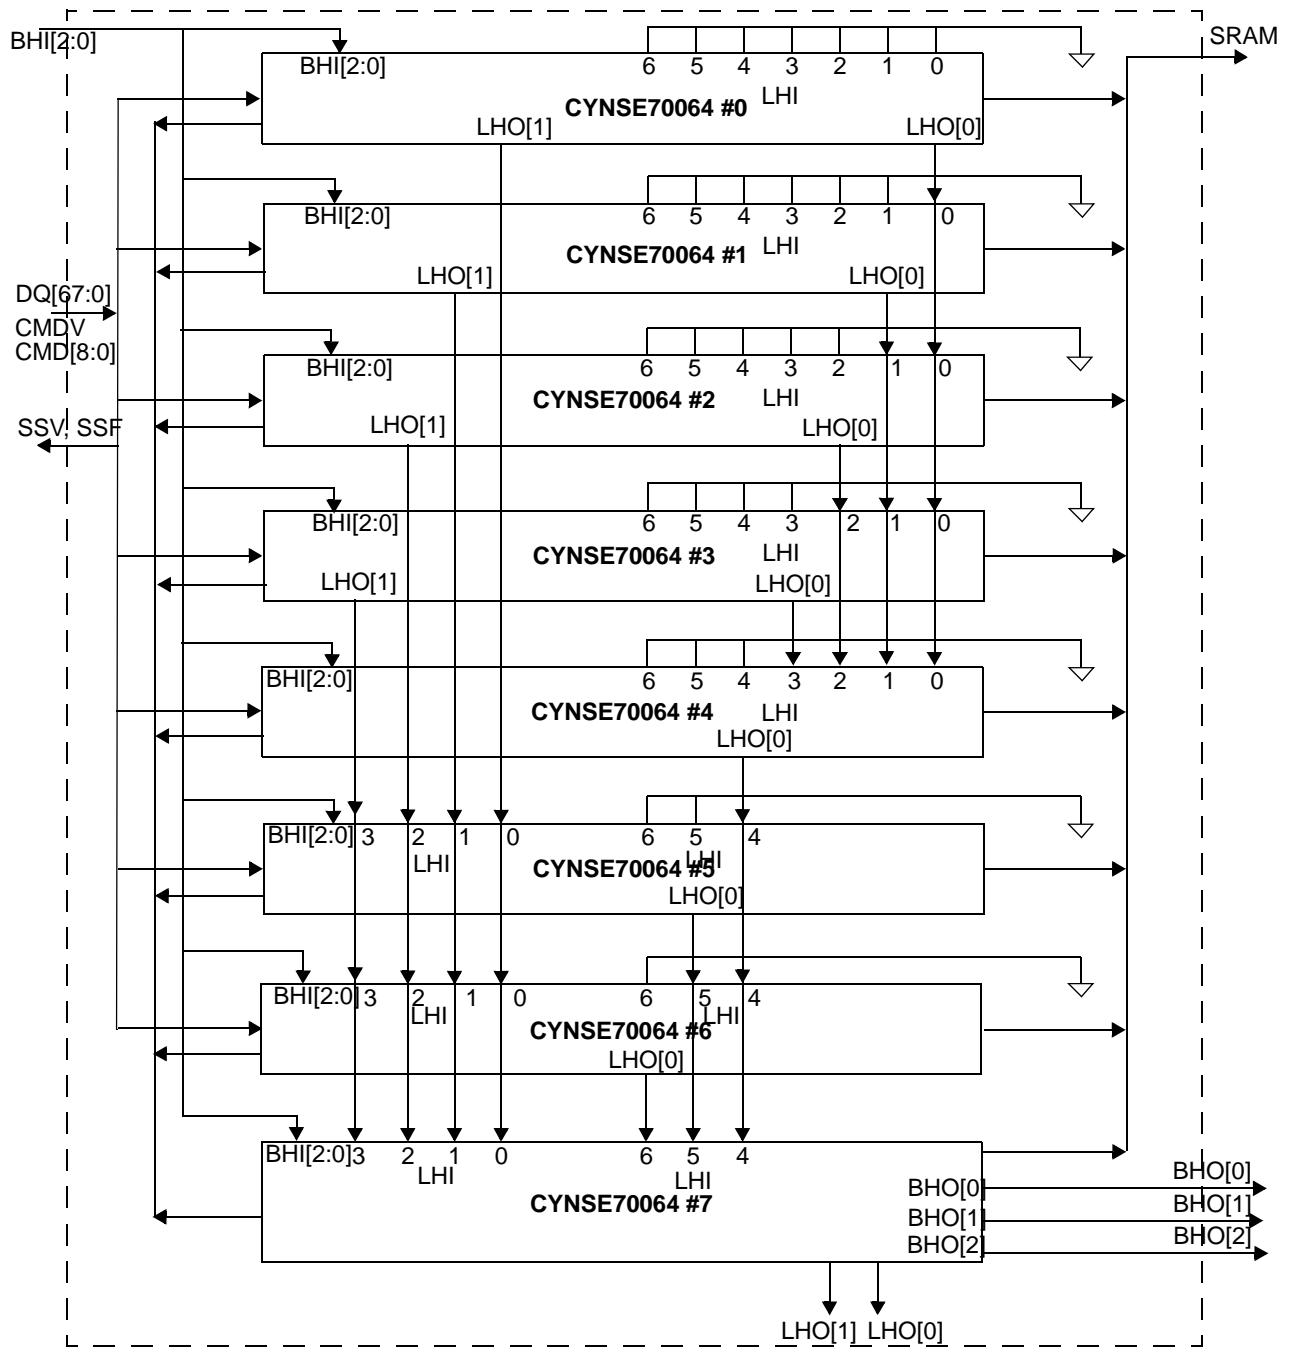 BHI[2:0]
SRAM
BHI[2:0] 6 5 4 3 2 1 0
LHI
CYNSE70064 #0
LHO[1] LHO[0]
BHI[2:0] 6 5 4 3 2 1 0
LHI
CYNSE70064 #1
LHO[1] LHO[0]
DQ[67:0]
CMDV
CMD[8:0]
BHI[2:0] 6 5 4 3 2 1 0
LHI
CYNSE70064 #2
LHO[1] LHO[0]
SSV, SSF
BHI[2:0] 6 5 4 3 2 1 0
LHI
CYNSE70064 #3
LHO[1] LHO[0]
BHI[2:0] 6 5 4 3 2 1 0
LHI
CYNSE70064 #4
LHO[0]
BHI[2:0] 3 2 1 0 6 5 4
LHI LHI
CYNSE70064 #5
LHO[0]
BHI[2:0] 3 2 1 0 6 5 4
LHI LHI
CYNSE70064 #6
LHO[0]
BHI[2:0] 3 2 1 0 6 5 4
LHI LHI
CYNSE70064 #7
BHO[0] BHO[0]
BHO[1] BHO[1]
BHO[2] BHO[2]
LHO[1] LHO[0]